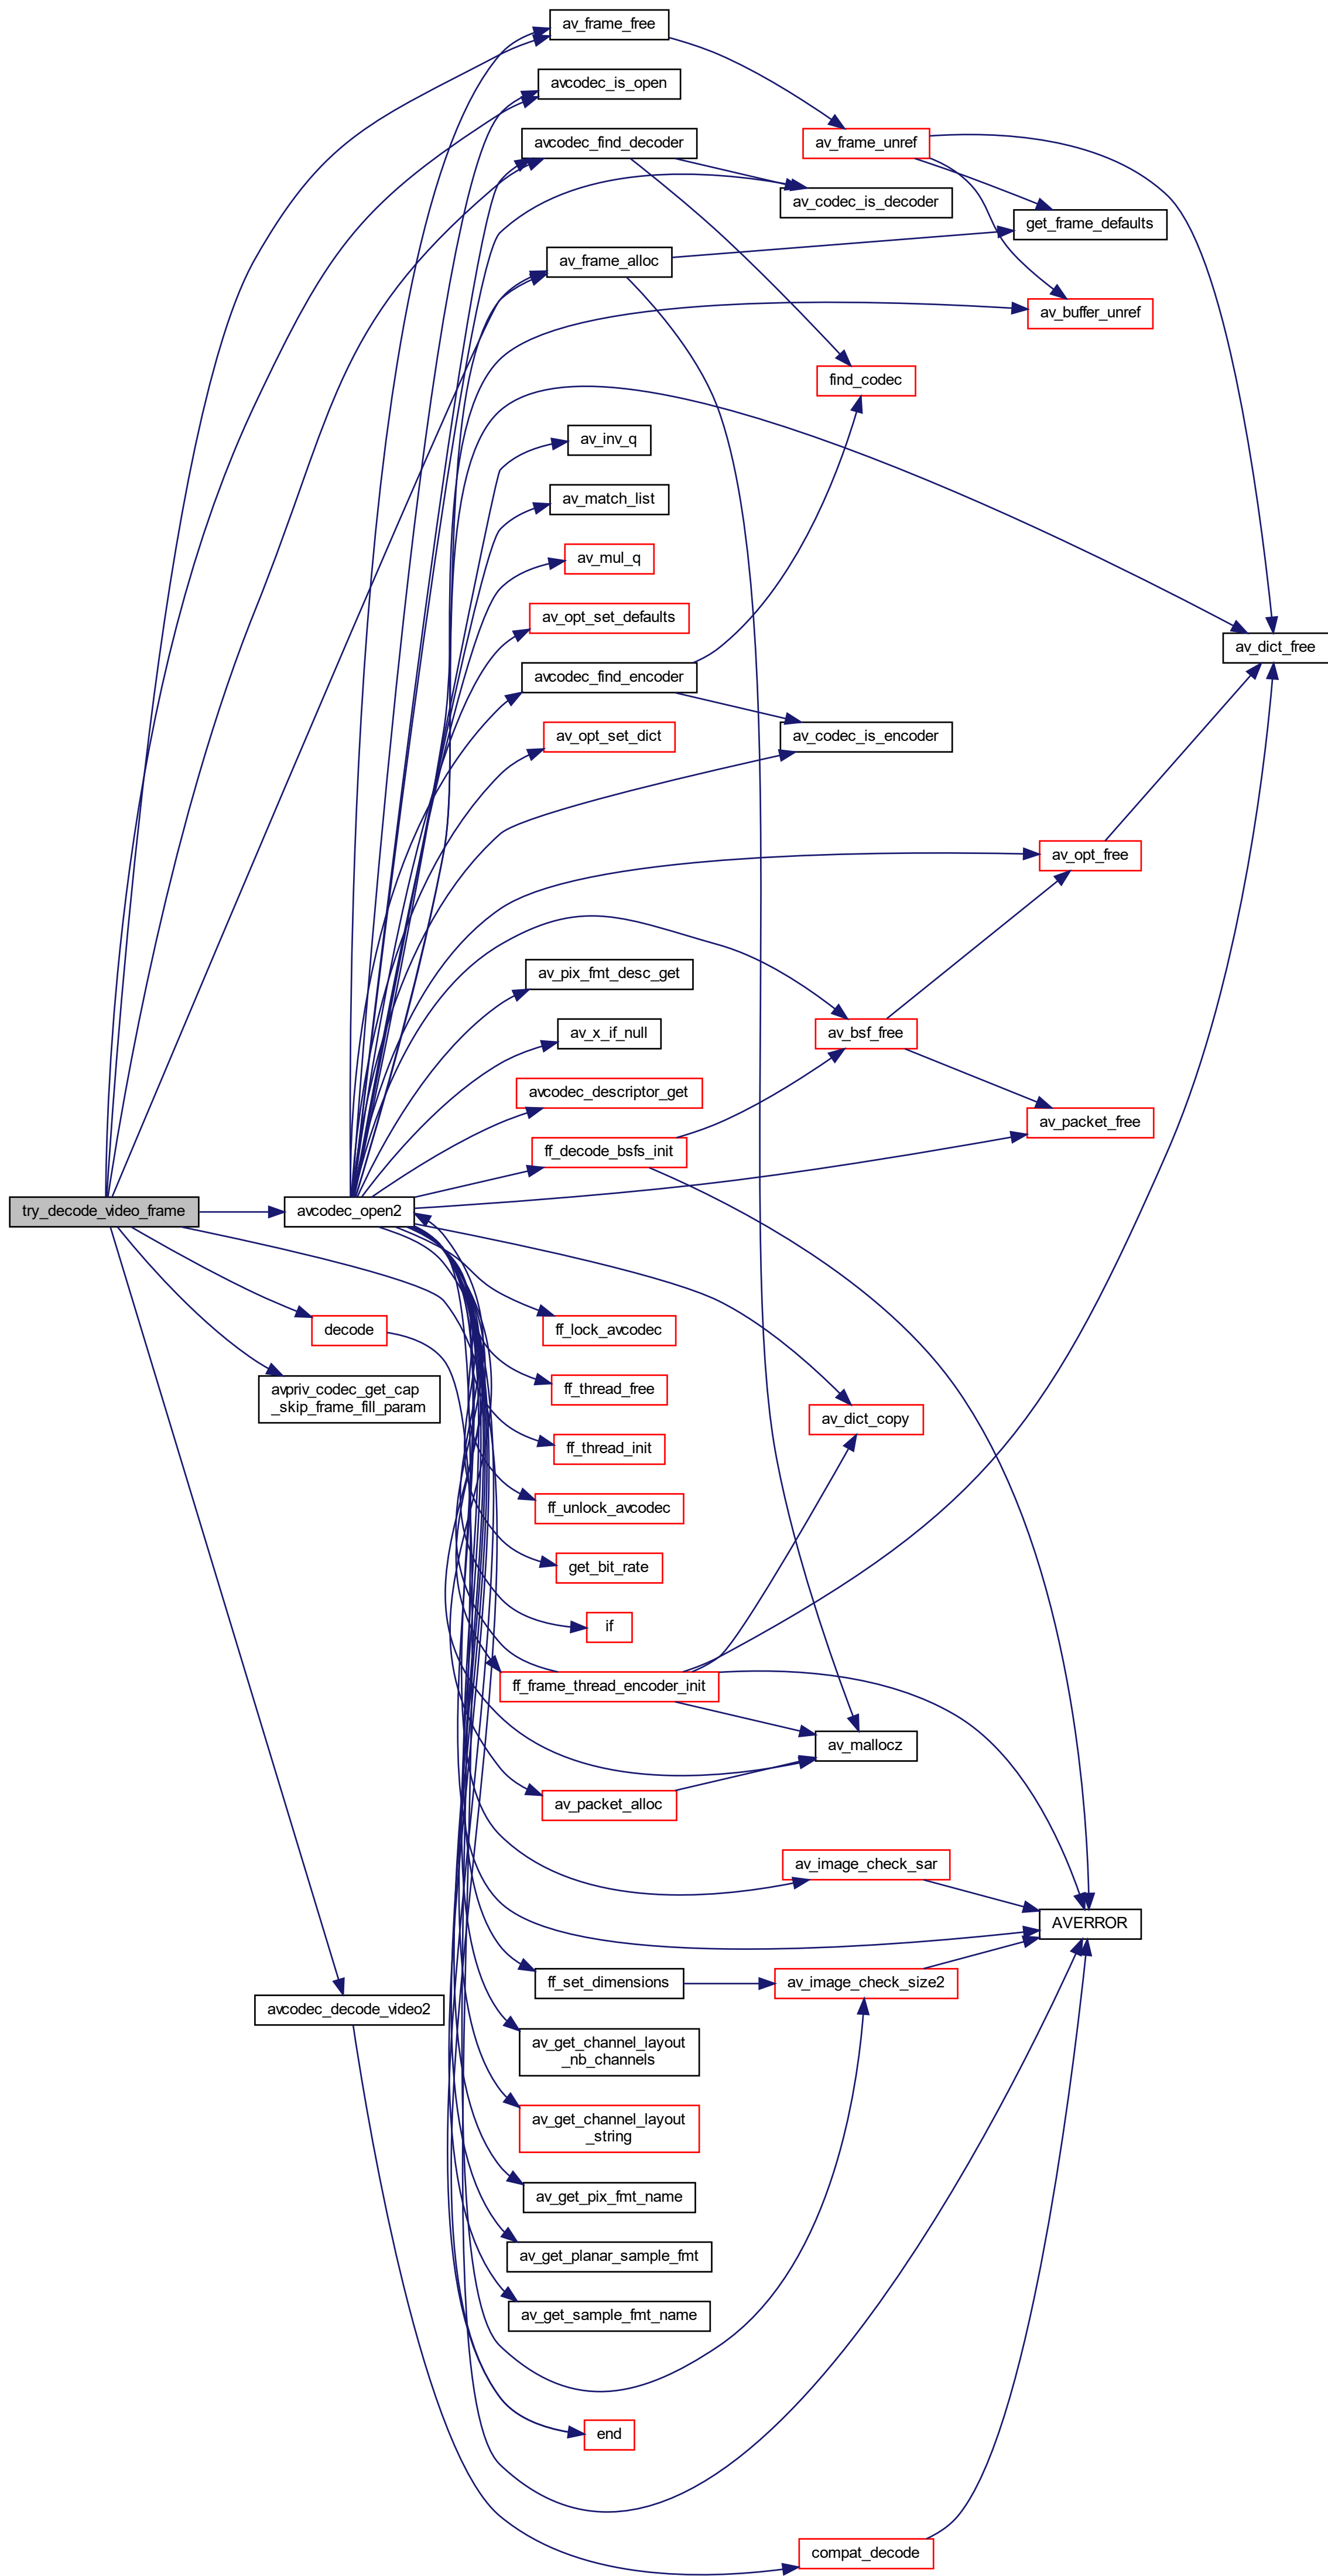 av_frame_free
avcodec_is_open
avcodec_find_decoder
av_frame_unref
av_codec_is_decoder
get_frame_defaults
av_frame_alloc
av_buffer_unref
find_codec
av_inv_q
av_match_list
av_mul_q
av_opt_set_defaults
av_dict_free
avcodec_find_encoder
av_opt_set_dict
av_codec_is_encoder
av_opt_free
av_pix_fmt_desc_get
av_x_if_null
av_bsf_free
avcodec_descriptor_get
av_packet_free
ff_decode_bsfs_init
try_decode_video_frame
avcodec_open2
decode
ff_lock_avcodec
avpriv_codec_get_cap
_skip_frame_fill_param
ff_thread_free
av_dict_copy
ff_thread_init
ff_unlock_avcodec
get_bit_rate
if
ff_frame_thread_encoder_init
av_mallocz
av_packet_alloc
av_image_check_sar
AVERROR
ff_set_dimensions
av_image_check_size2
avcodec_decode_video2
av_get_channel_layout
_nb_channels
av_get_channel_layout
_string
av_get_pix_fmt_name
av_get_planar_sample_fmt
av_get_sample_fmt_name
end
compat_decode